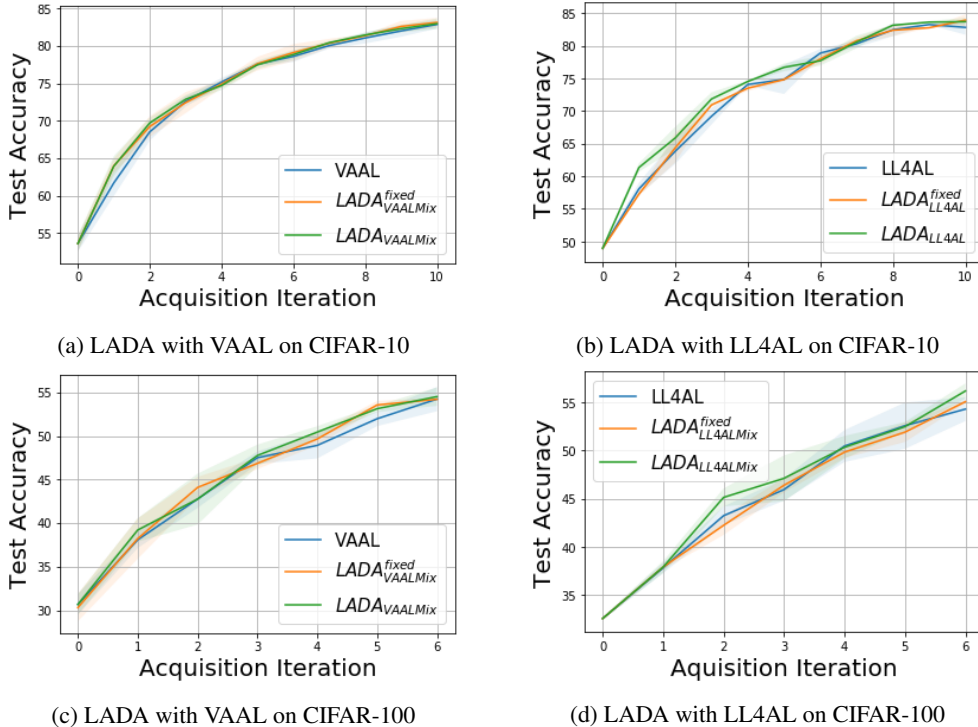 85
80
75
70
65
60
55
Test Accuracy
VAAL
LADA^{fixed}_{VAALMix}
LADA_{VAALMix}
0 2 4 6 8 10
Acquisition Iteration
(a) LADA with VAAL on CIFAR-10
85
80
75
70
65
60
55
50
Test Accuracy
LL4AL
LADA^{fixed}_{LL4AL}
LADA_{LL4AL}
0 2 4 6 8 10
Acquisition Iteration
(b) LADA with LL4AL on CIFAR-10
55
50
45
40
35
30
Test Accuracy
VAAL
LADA^{fixed}_{VAALMix}
LADA_{VAALMix}
0 1 2 3 4 5 6
Acquisition Iteration
(c) LADA with VAAL on CIFAR-100
55
50
45
40
35
Test Accuracy
LL4AL
LADA^{fixed}_{LL4ALMix}
LADA_{LL4ALMix}
0 1 2 3 4 5 6
Aquisition Iteration
(d) LADA with LL4AL on CIFAR-100